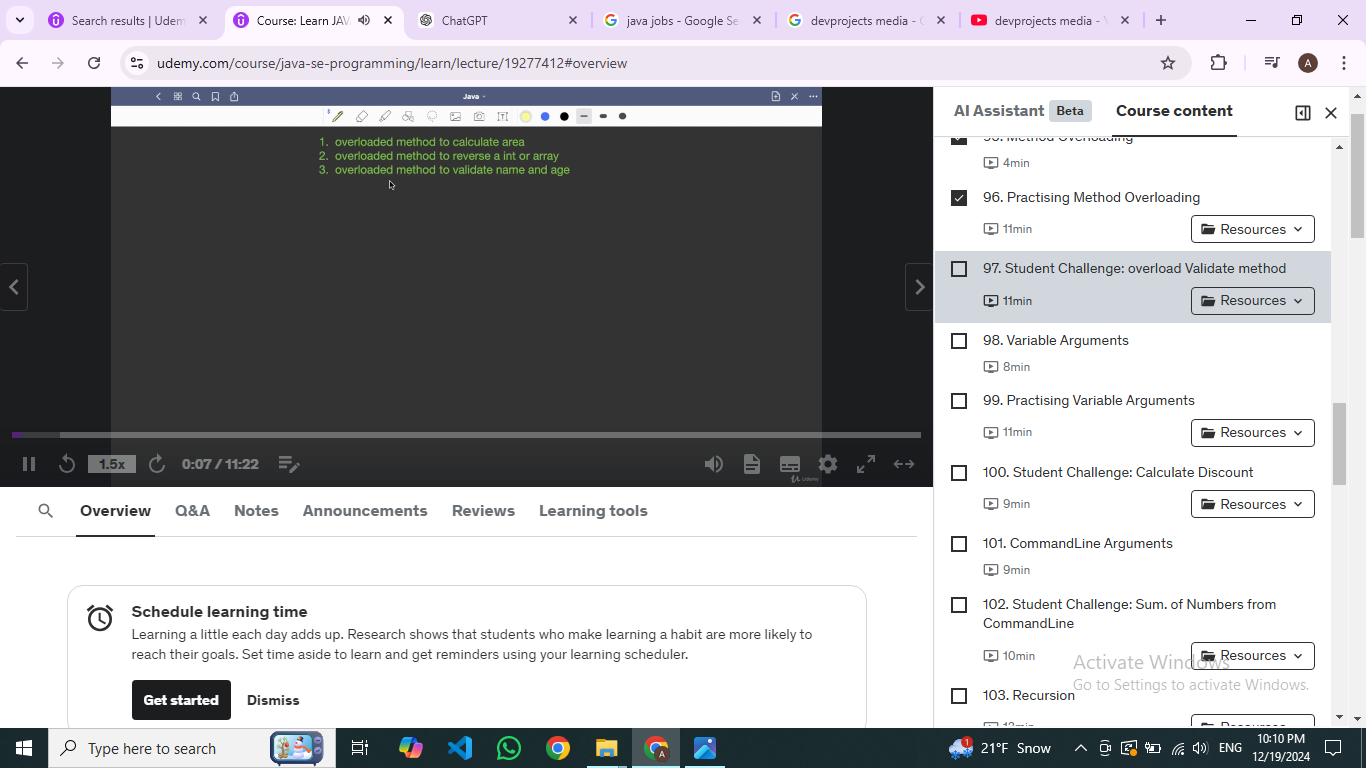 Search results | Udem
Course: Learn JAV
ChatGPT
java jobs - Google Se
devprojects media - G
devprojects media - Y
udemy.com/course/java-se-programming/learn/lecture/19277412#overview
A
Java
1. overloaded method to calculate area
2. overloaded method to reverse a int or array
3. overloaded method to validate name and age
1.5x
0:07 / 11:22
Udemy
Overview
Q&A
Notes
Announcements
Reviews
Learning tools
Schedule learning time
Learning a little each day adds up. Research shows that students who make learning a habit are more likely to
reach their goals. Set time aside to learn and get reminders using your learning scheduler.
Get started
Dismiss
AI Assistant
Beta
Course content
95. Method Overloading
4min
96. Practising Method Overloading
11min
Resources
97. Student Challenge: overload Validate method
11min
Resources
98. Variable Arguments
8min
99. Practising Variable Arguments
11min
Resources
100. Student Challenge: Calculate Discount
9min
Resources
101. CommandLine Arguments
9min
102. Student Challenge: Sum. of Numbers from
CommandLine
10min
Resources
103. Recursion
Resources
Activate Windows
Go to Settings to activate Windows.
Type here to search
A
21°F Snow
ENG
10:10 PM
12/19/2024